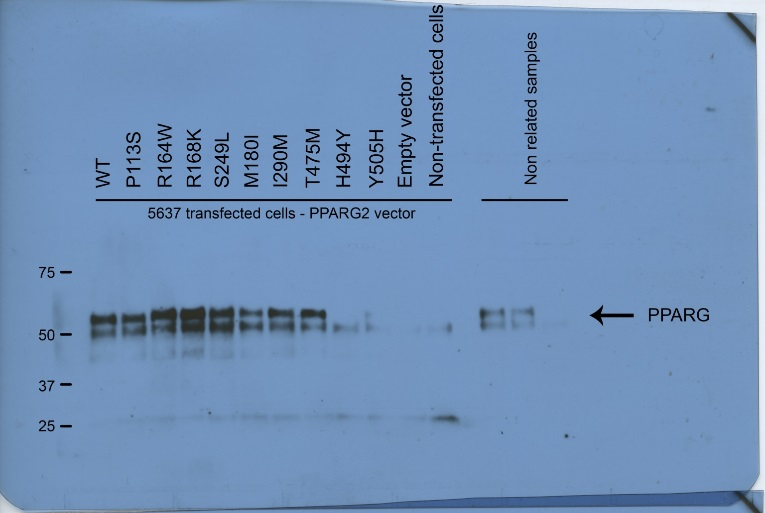 WT
P113S
R164W
R168K
S249L
M180I
I290M
T475M
H494Y
Y505H
Empty vector
Non-transfected cells
Non related samples
5637 transfected cells - PPARG2 vector
75
50
37
25
PPARG